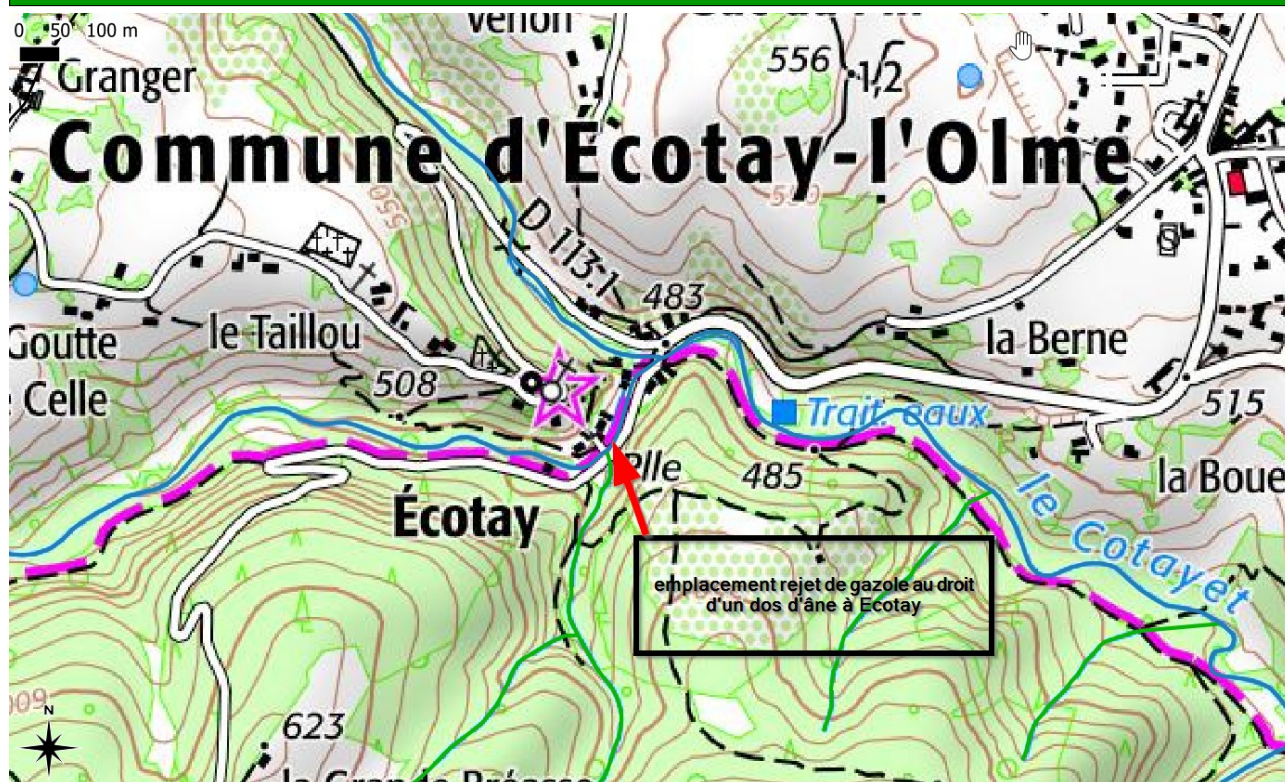 0 50 100 m
Granger
556
1,2
Commune d'Écotay-l'Olme
550
550
D 113.1
483
le Taillou
la Berne
Goutte
Celle
508
515
Trait. eaux
485
la Boue
Écotay
le Cotayet
emplacement rejet de gazole au droit
d'un dos d'âne à Ecotay
N
623